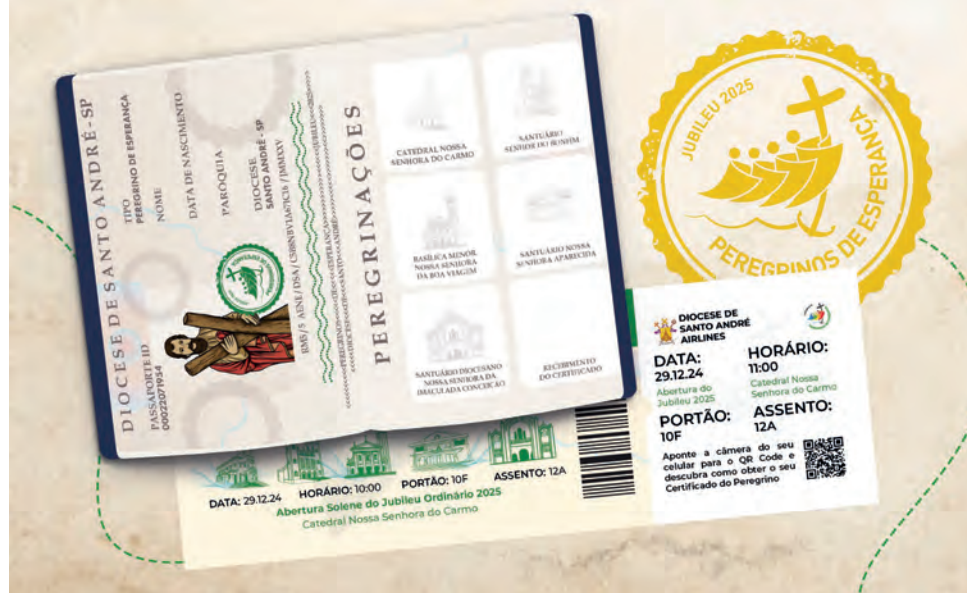 DIOCESE DE SANTO ANDRÉ - SP
PASSAPORTE ID
00022071954
TIPO
PEREGRINO DE ESPERANÇA
NOME
DATA DE NASCIMENTO
PAROQUIA
DIOCESE
SANTO ANDRÉ - SP
PEREGRINAÇÕES
CATEDRAL NOSSA
SENHORA DO CARMO
SANTUÁRIO
SENHOR DO BONFIM
BASÍLICA MENOR
NOSSA SENHORA
DA BOA VIAGEM
SANTUÁRIO NOSSA
SENHORA APARECIDA
SANTUÁRIO DIOCESANO
NOSSA SENHORA DA
IMACULADA CONCEIÇÃO
RECEBIMENTO
DO CERTIFICADO
JUBILEU 2025
PEREGRINOS DE ESPERANÇA
DIOCESE DE
SANTO ANDRÉ
AIRLINES
DATA:
29.12.24
Abertura do
Jubileu 2025
HORÁRIO:
11:00
Catedral Nossa
Senhora do Carmo
PORTÃO:
10F
ASSENTO:
12A
Aponte a câmera do seu
celular para o QR Code e
descubra como obter o seu
Certificado do Peregrino
DATA: 29.12.24 HORÁRIO: 10:00 PORTÃO: 10F ASSENTO: 12A
Abertura Solene do Jubileu Ordinário 2025
Catedral Nossa Senhora do Carmo